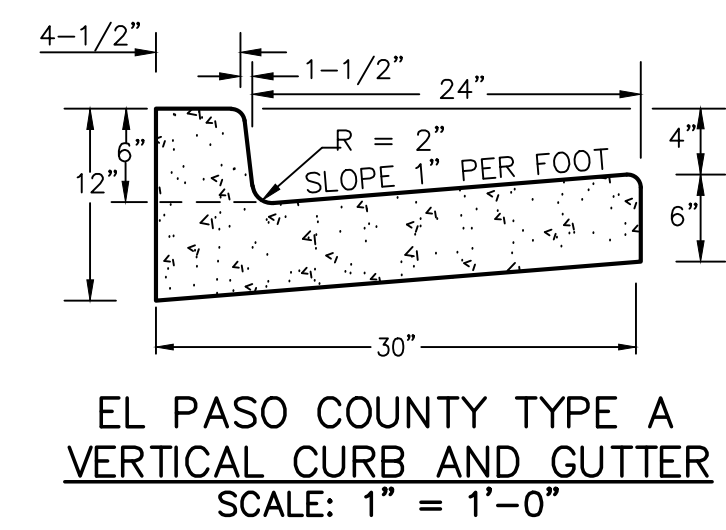 4-1/2"
1-1/2"
24"
6"
12"
R = 2"
SLOPE 1" PER FOOT
4"
6"
30"
EL PASO COUNTY TYPE A
VERTICAL CURB AND GUTTER
SCALE: 1" = 1'-0"